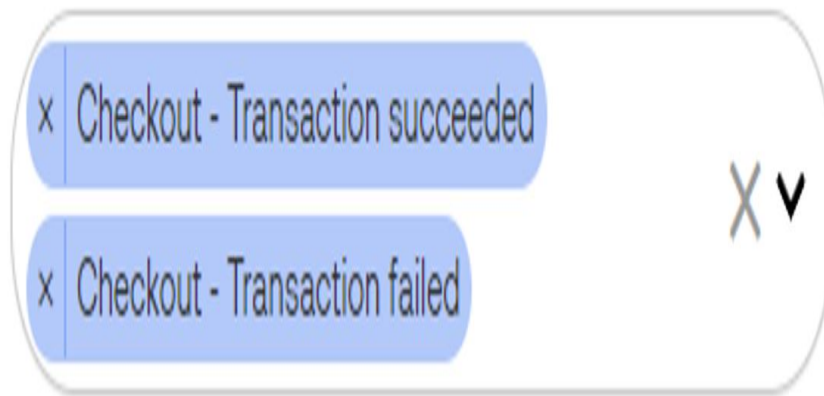 × Checkout - Transaction succeeded
× Checkout - Transaction failed